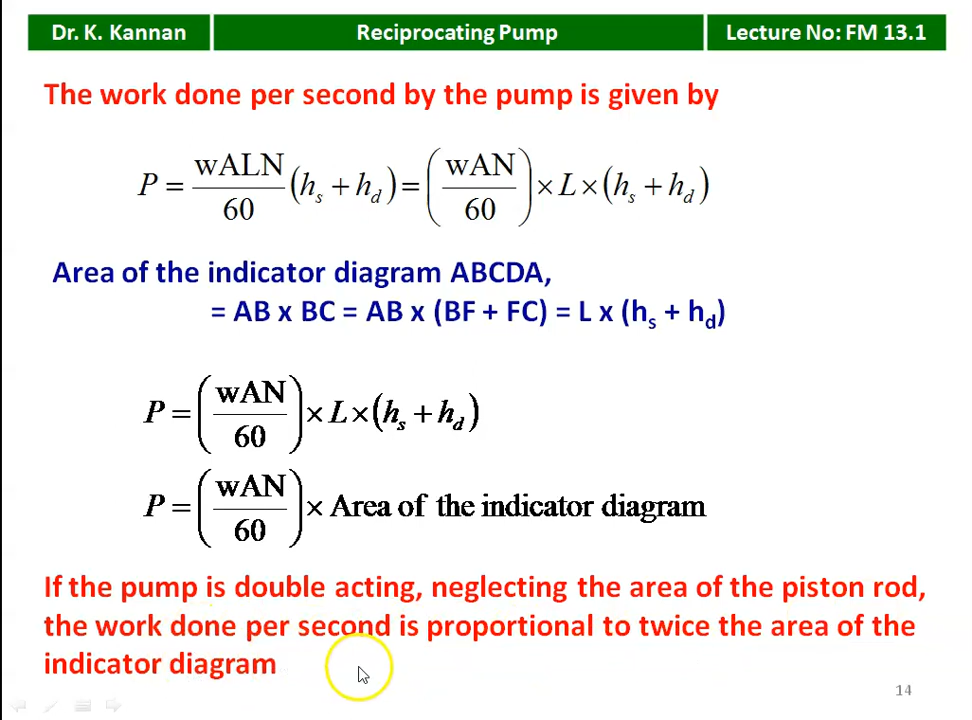 Dr. K. Kannan
Reciprocating Pump
Lecture No: FM 13.1
The work done per second by the pump is given by
P = wALN/60 (hₛ + h_d) = (wAN/60) × L × (hₛ + h_d)
Area of the indicator diagram ABCDA,
= AB x BC = AB x (BF + FC) = L x (hₛ + h_d)
P = (wAN/60) × L × (hₛ + h_d)
P = (wAN/60) × Area of the indicator diagram
If the pump is double acting, neglecting the area of the piston rod,
the work done per second is proportional to twice the area of the
indicator diagram
14